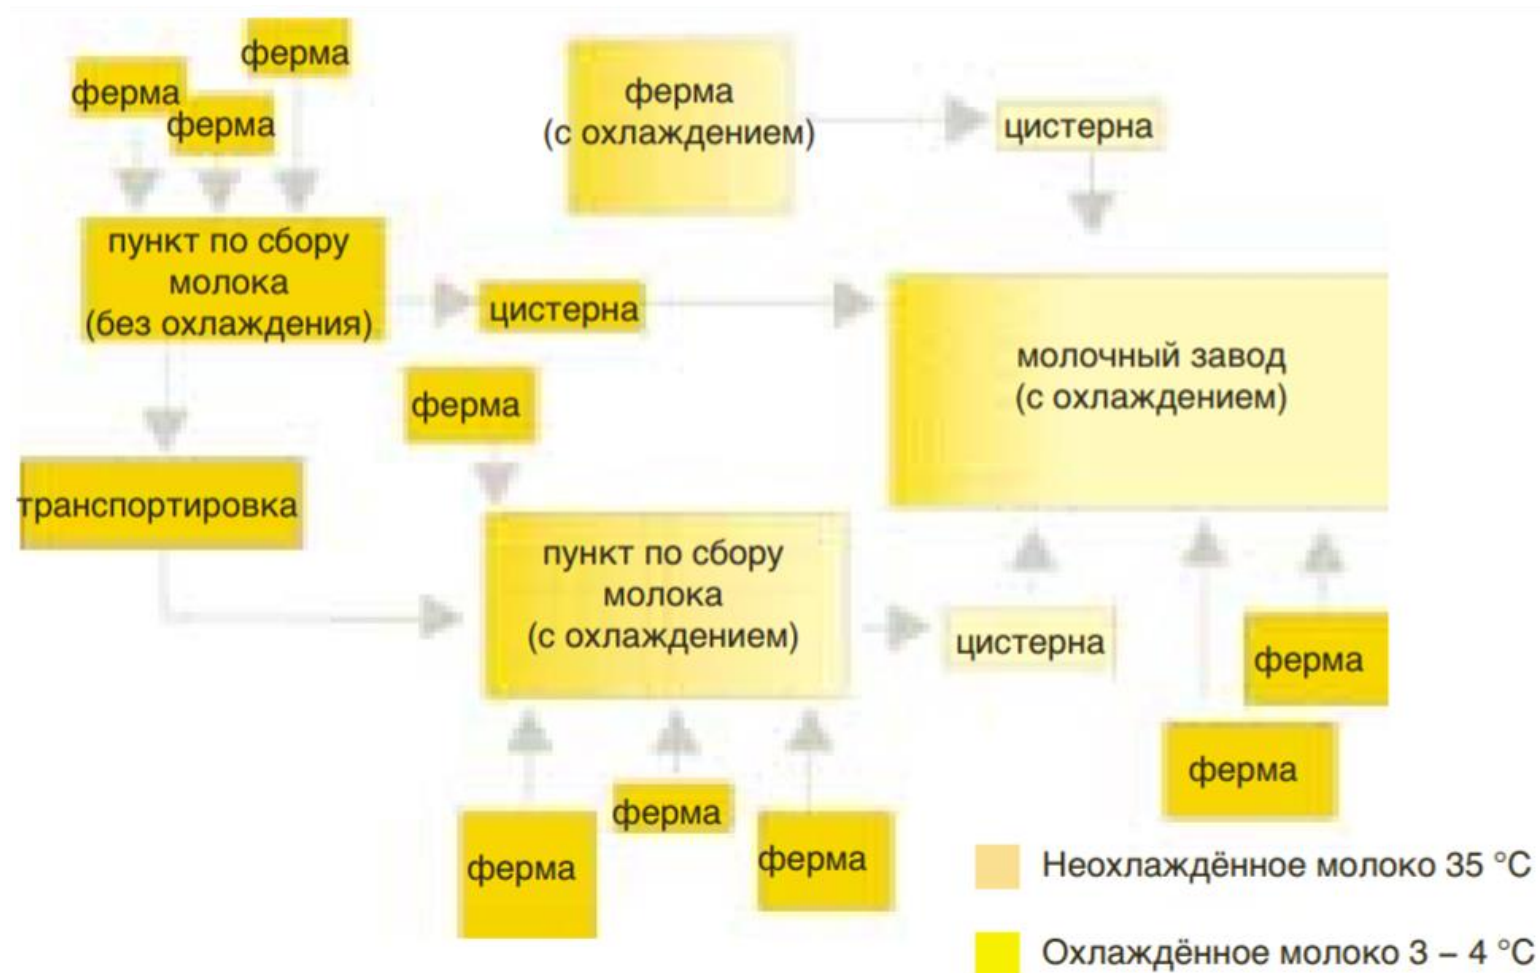 ферма
ферма
ферма
ферма
(с охлаждением)
цистерна
пункт по сбору
молока
(без охлаждения)
цистерна
молочный завод
(с охлаждением)
ферма
транспортировка
пункт по сбору
молока
(с охлаждением)
цистерна
ферма
ферма
ферма
ферма
ферма
Неохлаждённое молоко 35 °C
Охлаждённое молоко 3 – 4 °C